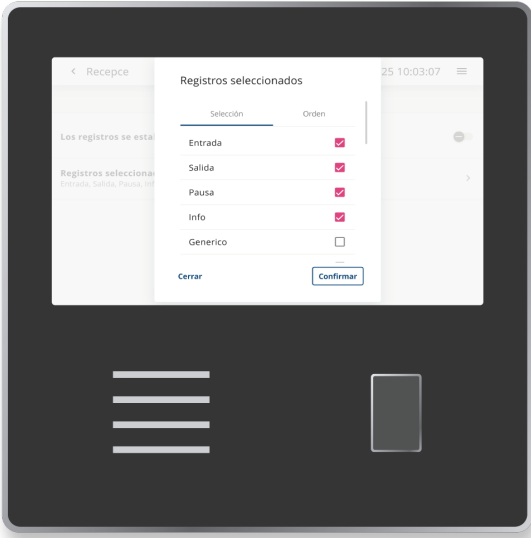 Recepce
25 10:03:07
Registros seleccionados
Selección
Orden
Los registros se esta
Entrada
Salida
Registros selecciona
Entrada, Salida, Pausa, Inf
Pausa
Info
Generico
Cerrar
Confirmar